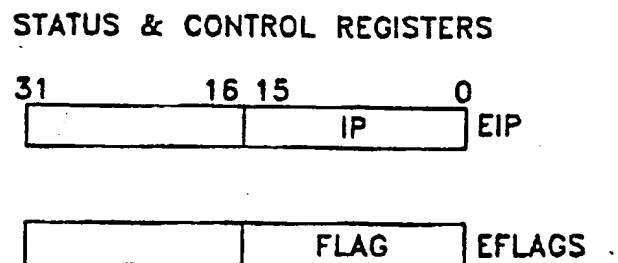 STATUS & CONTROL REGISTERS
31 16 15 0
IP EIP
FLAG EFLAGS